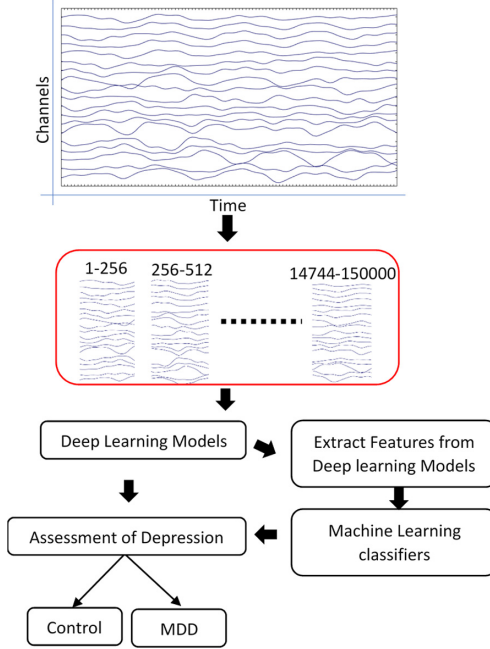 Channels
Time
1-256
256-512
14744-150000
Deep Learning Models
Extract Features from
Deep learning Models
Assessment of Depression
Machine Learning
classifiers
Control
MDD